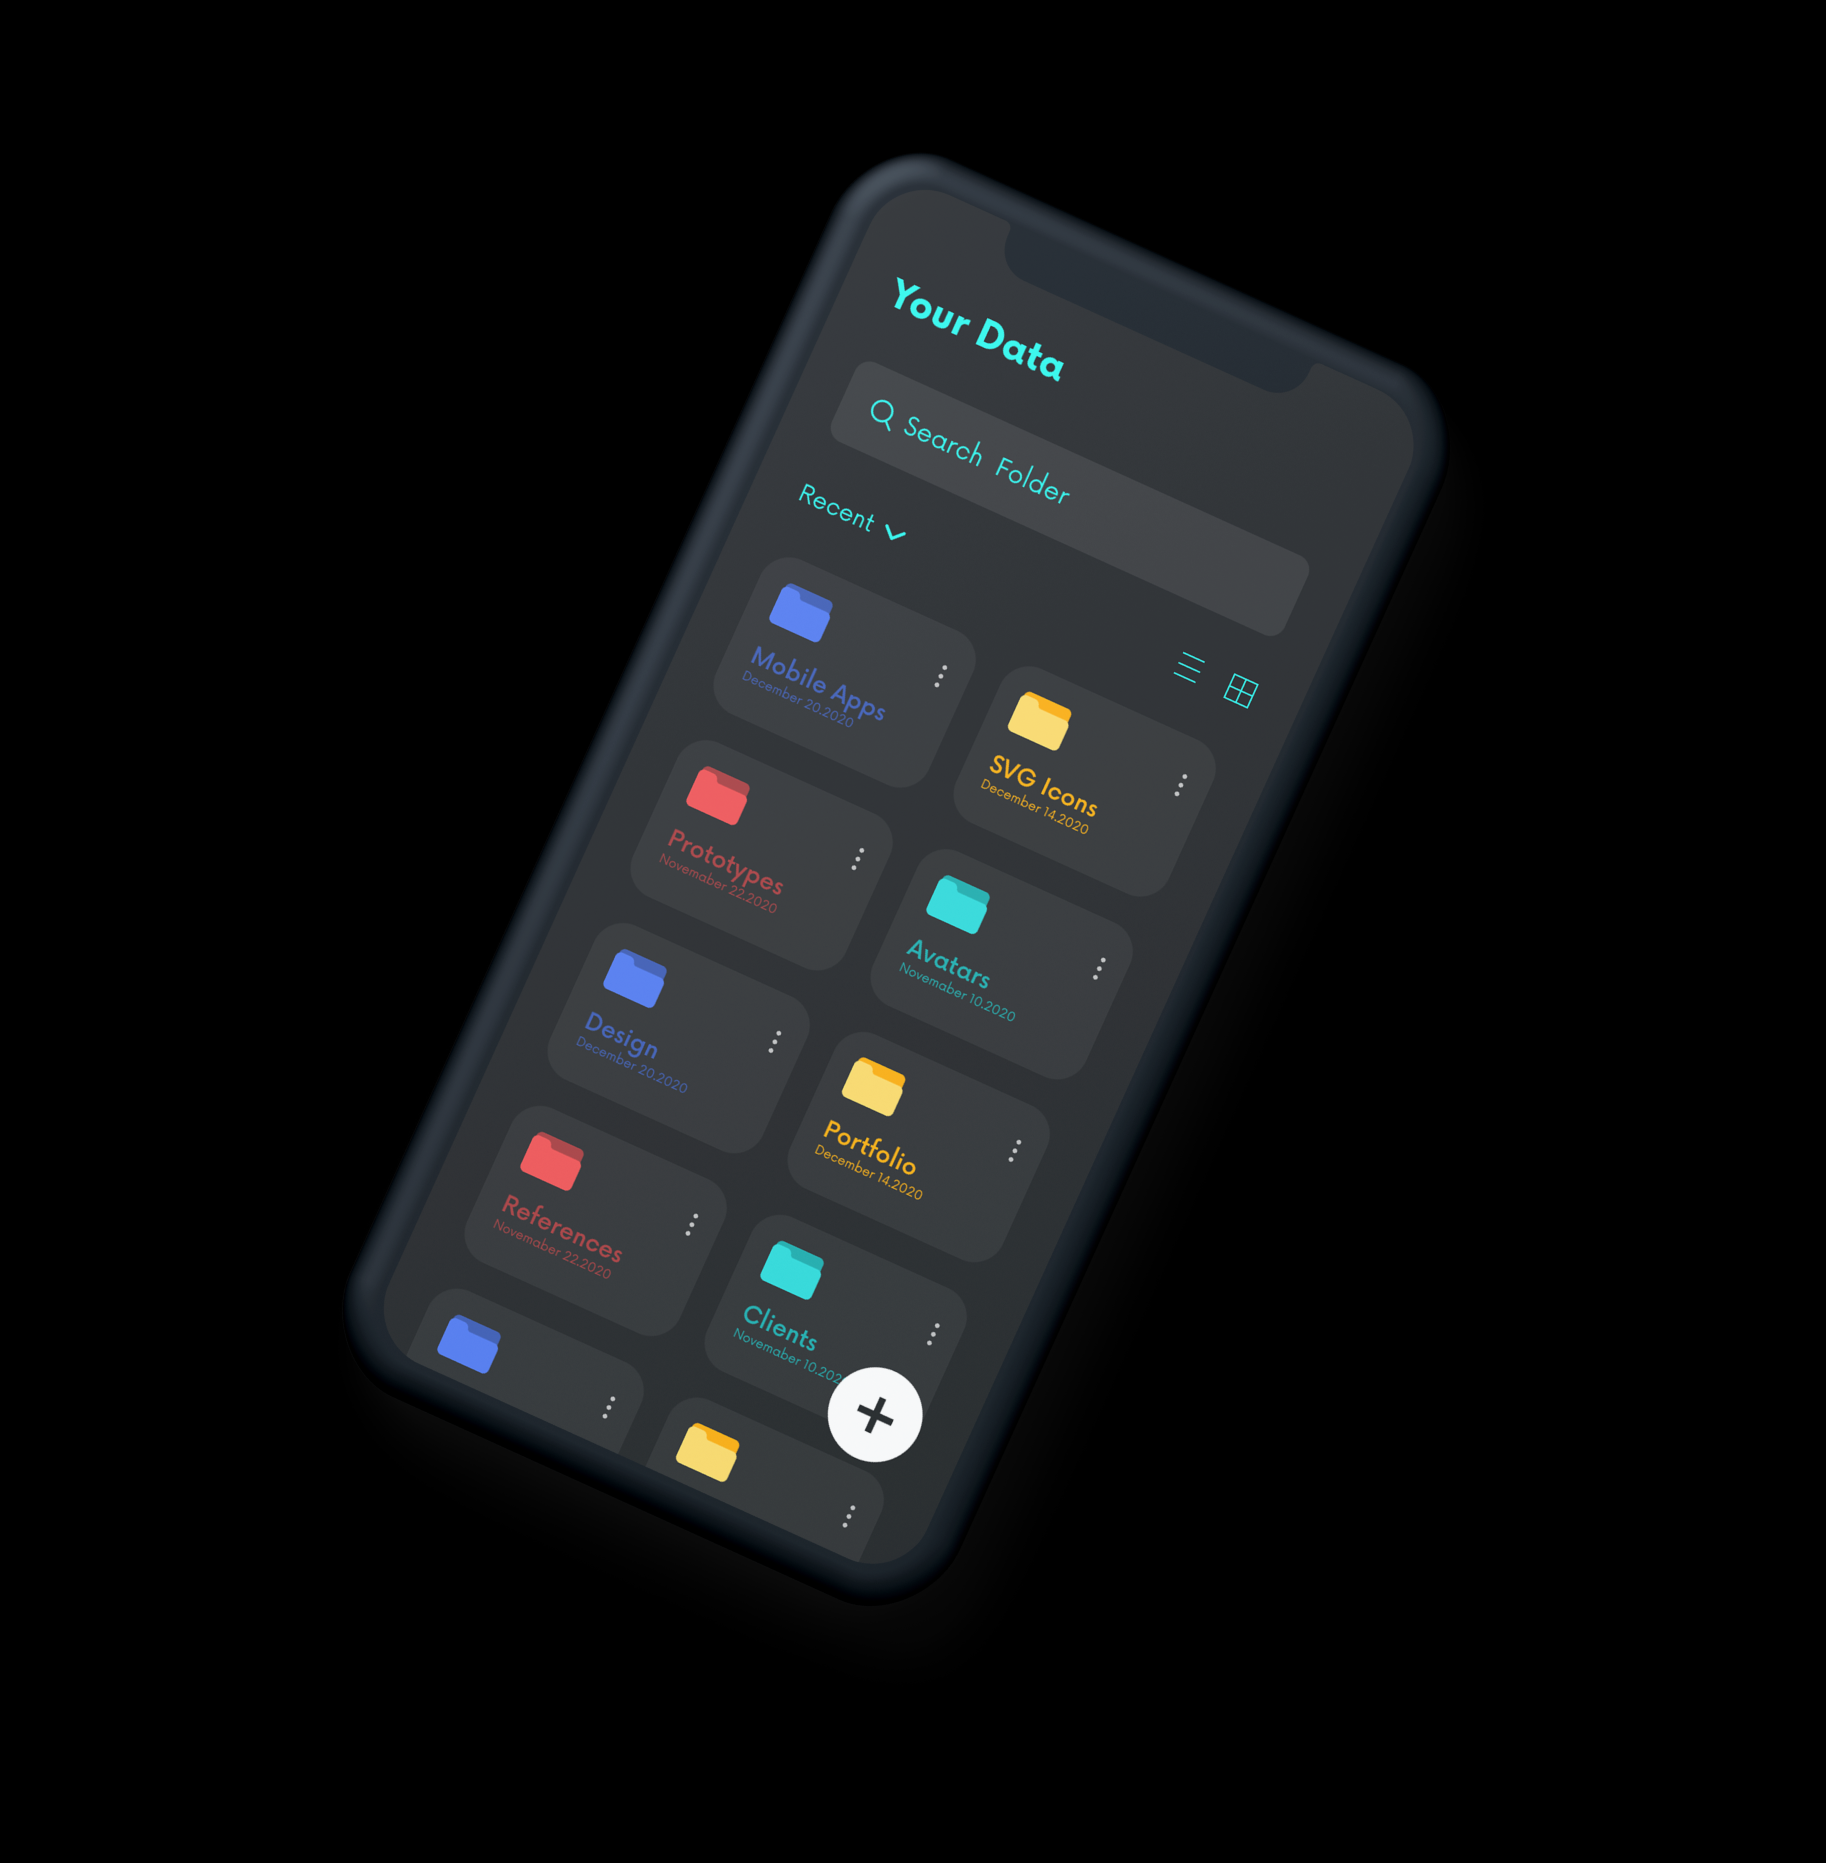 Your Data
Search Folder
Recent
Mobile Apps
December 20.2020
SVG Icons
December 14.2020
Prototypes
Novemaber 22.2020
Avatars
Novemaber 10.2020
Design
December 20.2020
Portfolio
December 14.2020
References
Novemaber 22.2020
Clients
Novemaber 10.202